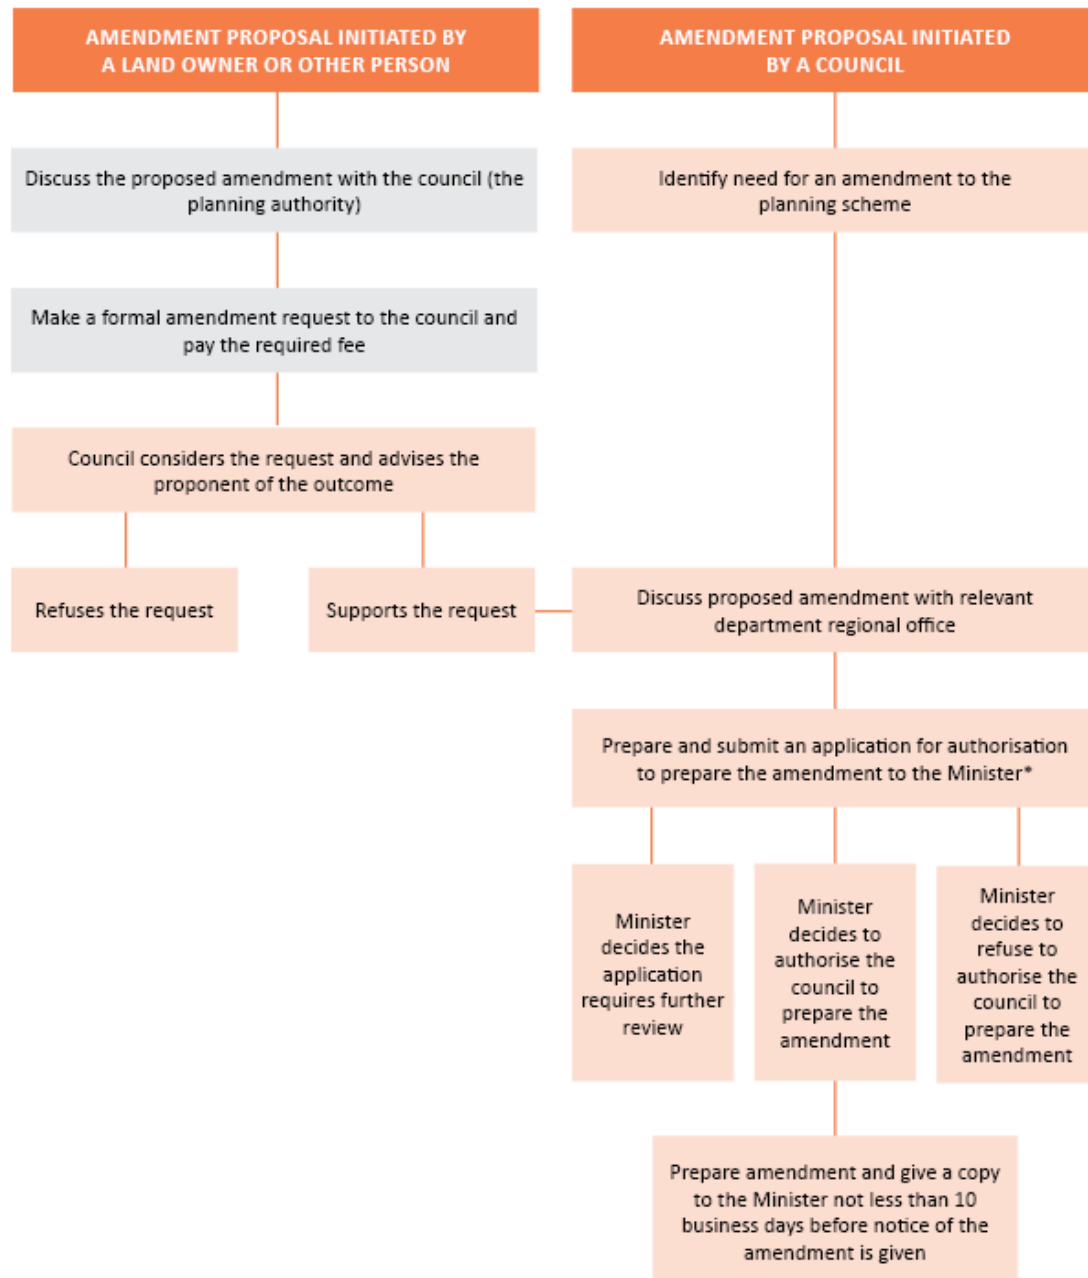 AMENDMENT PROPOSAL INITIATED BY
A LAND OWNER OR OTHER PERSON
AMENDMENT PROPOSAL INITIATED
BY A COUNCIL
Discuss the proposed amendment with the council (the
planning authority)
Identify need for an amendment to the
planning scheme
Make a formal amendment request to the council and
pay the required fee
Council considers the request and advises the
proponent of the outcome
Refuses the request
Supports the request
Discuss proposed amendment with relevant
department regional office
Prepare and submit an application for authorisation
to prepare the amendment to the Minister*
Minister
decides the
application
requires further
review
Minister
decides to
authorise the
council to
prepare the
amendment
Minister
decides to
refuse to
authorise the
council to
prepare the
amendment
Prepare amendment and give a copy
to the Minister not less than 10
business days before notice of the
amendment is given